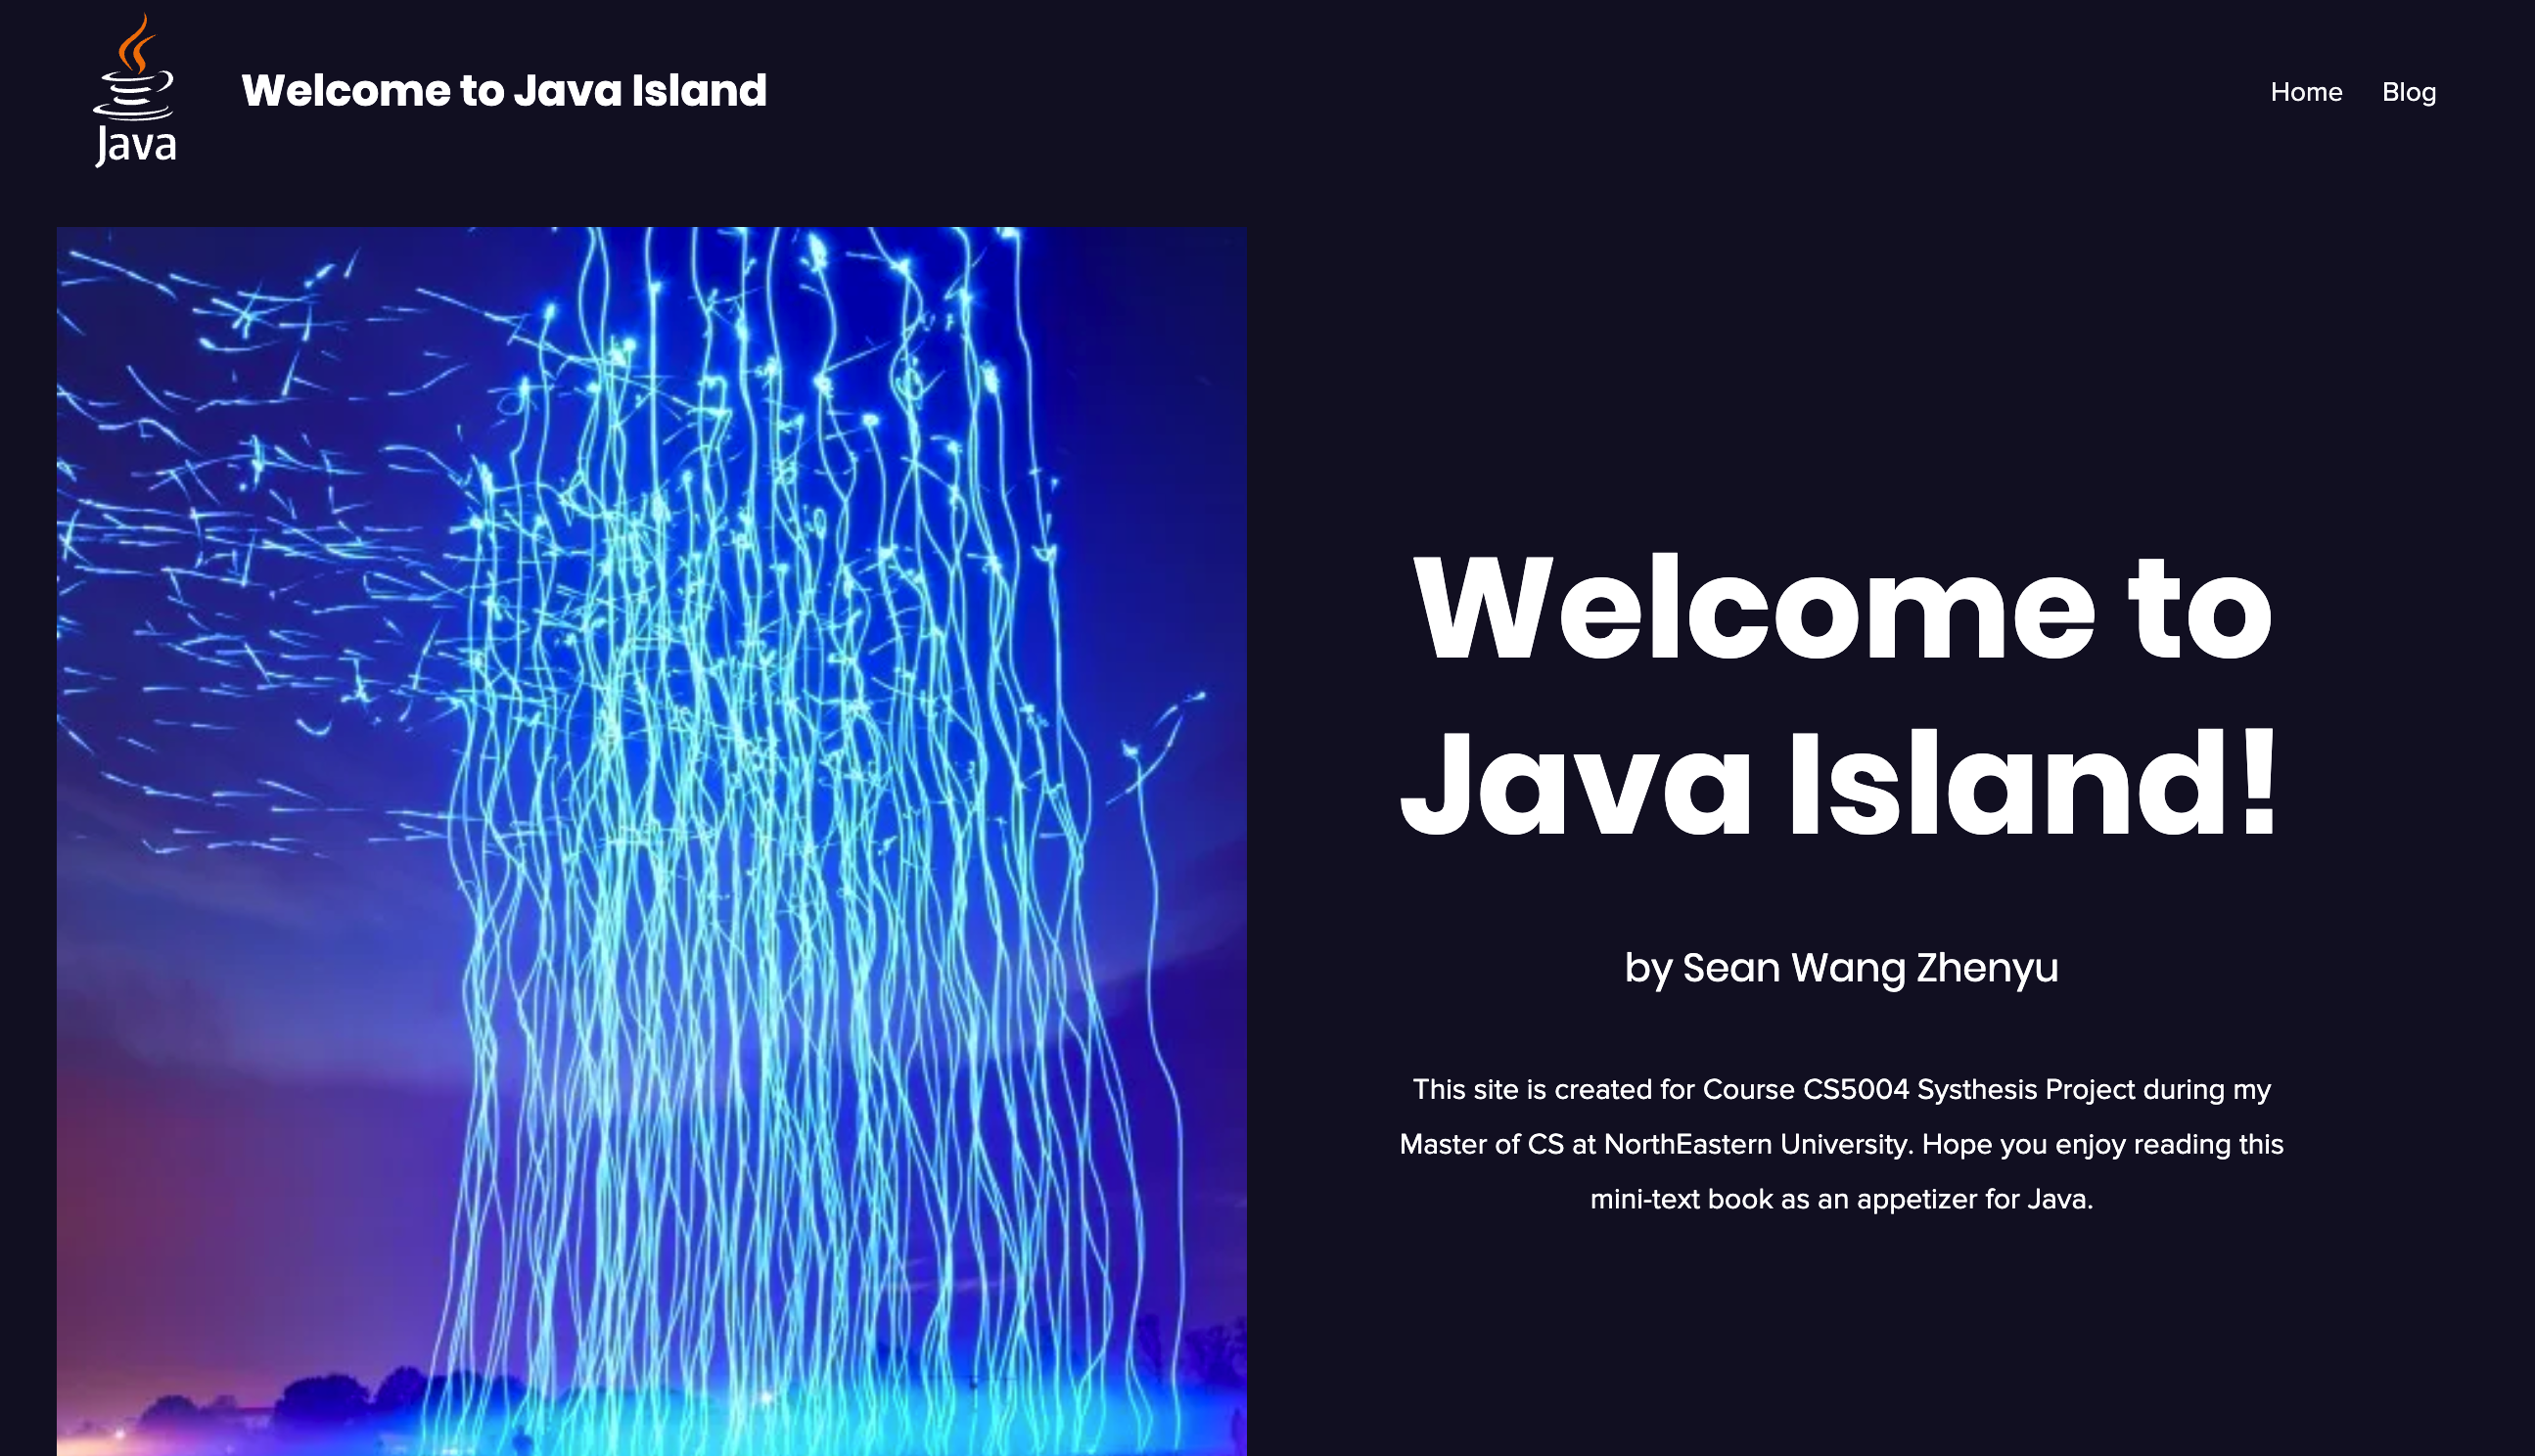 Java
Welcome to Java Island
Home
Blog
Welcome to
Java Island!
by Sean Wang Zhenyu
This site is created for Course CS5004 Systhesis Project during my
Master of CS at NorthEastern University. Hope you enjoy reading this
mini-text book as an appetizer for Java.